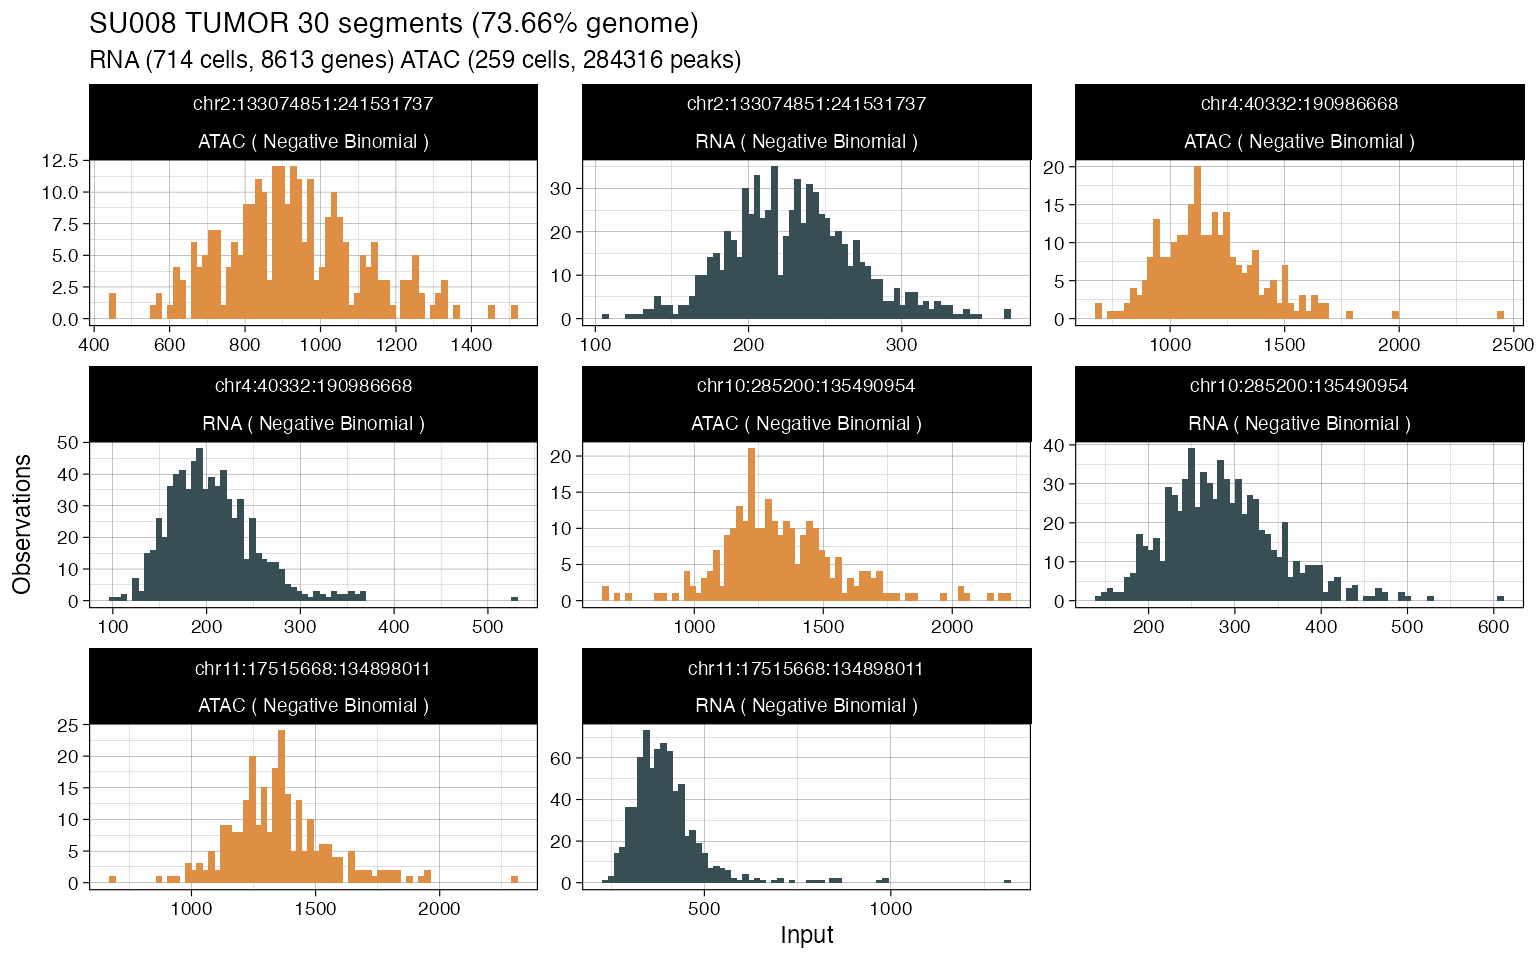 SU008 TUMOR 30 segments (73.66% genome)
RNA (714 cells, 8613 genes) ATAC (259 cells, 284316 peaks)
chr2:133074851:241531737
ATAC ( Negative Binomial )
12.5
10.0
7.5
5.0
2.5
0.0
400 600 800 1000 1200 1400
chr2:133074851:241531737
RNA ( Negative Binomial )
30
20
10
0
100 200 300
chr4:40332:190986668
ATAC ( Negative Binomial )
20
15
10
5
0
1000 1500 2000 2500
chr4:40332:190986668
RNA ( Negative Binomial )
50
40
30
20
10
0
100 200 300 400 500
chr10:285200:135490954
ATAC ( Negative Binomial )
20
15
10
5
0
1000 1500 2000
chr10:285200:135490954
RNA ( Negative Binomial )
40
30
20
10
0
200 300 400 500 600
chr11:17515668:134898011
ATAC ( Negative Binomial )
25
20
15
10
5
0
1000 1500 2000
chr11:17515668:134898011
RNA ( Negative Binomial )
60
40
20
0
500 1000
Observations
Input